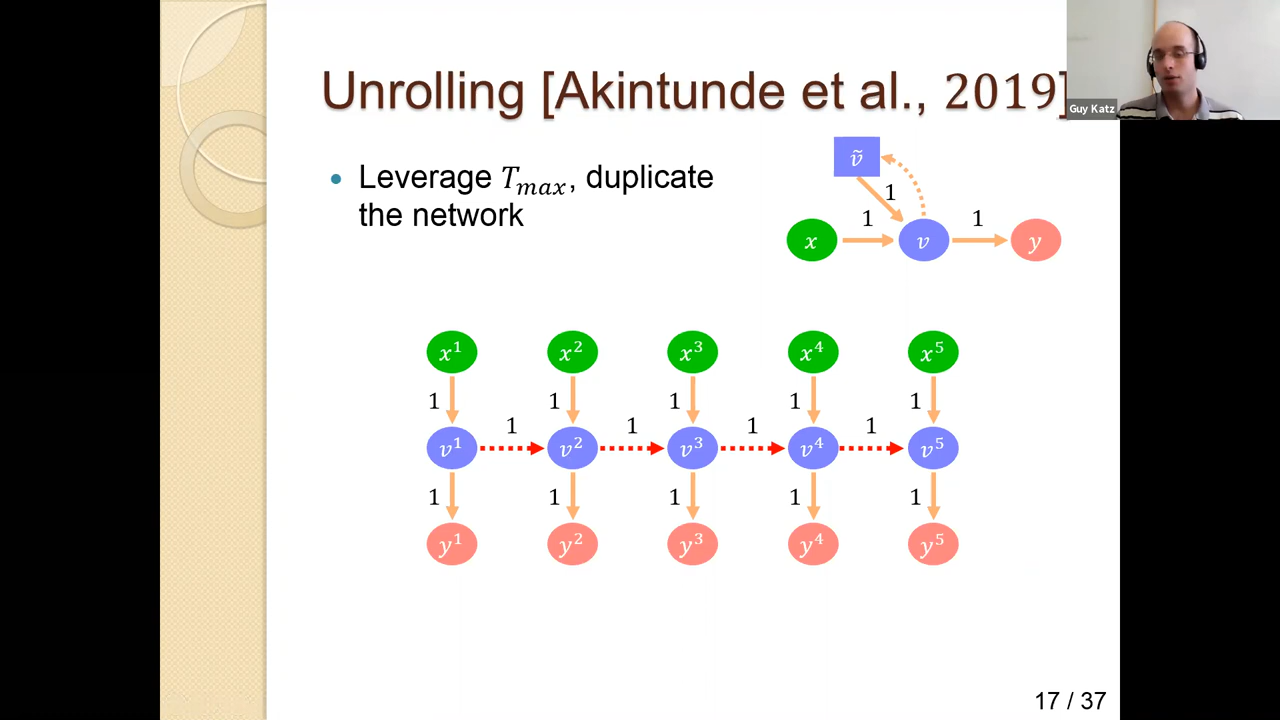 Unrolling [Akintunde et al., 2019]
Guy Katz
• Leverage T_max, duplicate
the network
ṽ
1
1 1
x v y
x¹ x² x³ x⁴ x⁵
1 1 1 1 1
1 1 1 1
v¹ v² v³ v⁴ v⁵
1 1 1 1 1
y¹ y² y³ y⁴ y⁵
17 / 37